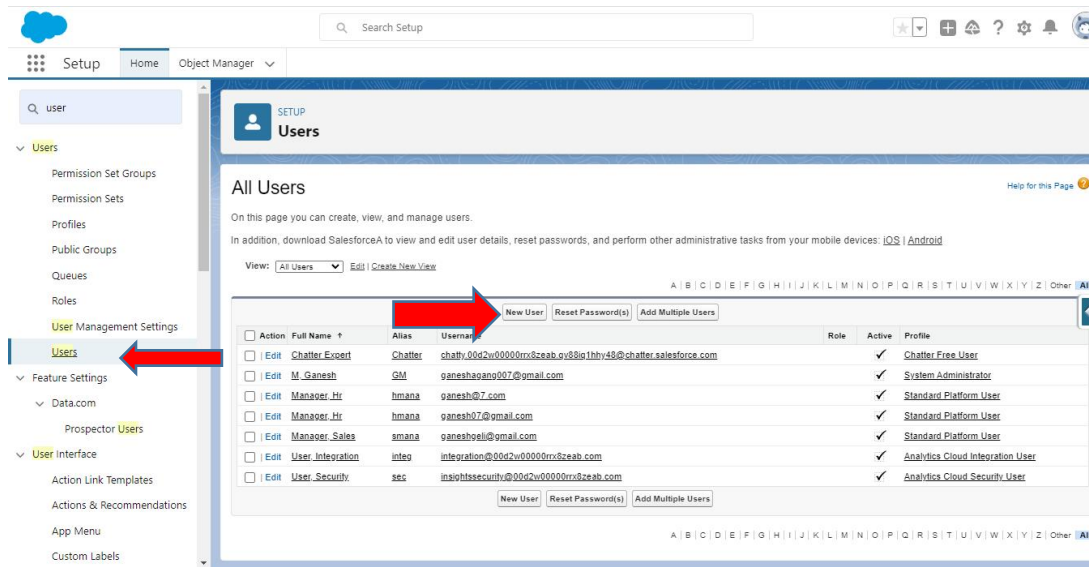 Search Setup
Setup Home Object Manager
user
Users
Permission Set Groups
Permission Sets
Profiles
Public Groups
Queues
Roles
User Management Settings
Users
Feature Settings
Data.com
Prospector Users
User Interface
Action Link Templates
Actions & Recommendations
App Menu
Custom Labels
SETUP
Users
All Users
Help for this Page
On this page you can create, view, and manage users.
In addition, download SalesforceA to view and edit user details, reset passwords, and perform other administrative tasks from your mobile devices: iOS | Android
View: All Users Edit | Create New View
A | B | C | D | E | F | G | H | I | J | K | L | M | N | O | P | Q | R | S | T | U | V | W | X | Y | Z | Other All
New User Reset Password(s) Add Multiple Users
Action Full Name ↑ Alias Username Role Active Profile
| Edit Chatter Expert Chatter chatty.00d2w00000rrx8zeab.qy88iq1hhy48@chatter.salesforce.com Chatter Free User
| Edit M, Ganesh GM ganeshagang007@gmail.com System Administrator
| Edit Manager, Hr hmana ganesh@7.com Standard Platform User
| Edit Manager, Hr hmana ganesh07@gmail.com Standard Platform User
| Edit Manager, Sales smana ganeshgeli@gmail.com Standard Platform User
| Edit User, Integration integ integration@00d2w00000rrx8zeab.com Analytics Cloud Integration User
| Edit User, Security sec insightssecurity@00d2w00000rrx8zeab.com Analytics Cloud Security User
New User Reset Password(s) Add Multiple Users
A | B | C | D | E | F | G | H | I | J | K | L | M | N | O | P | Q | R | S | T | U | V | W | X | Y | Z | Other All